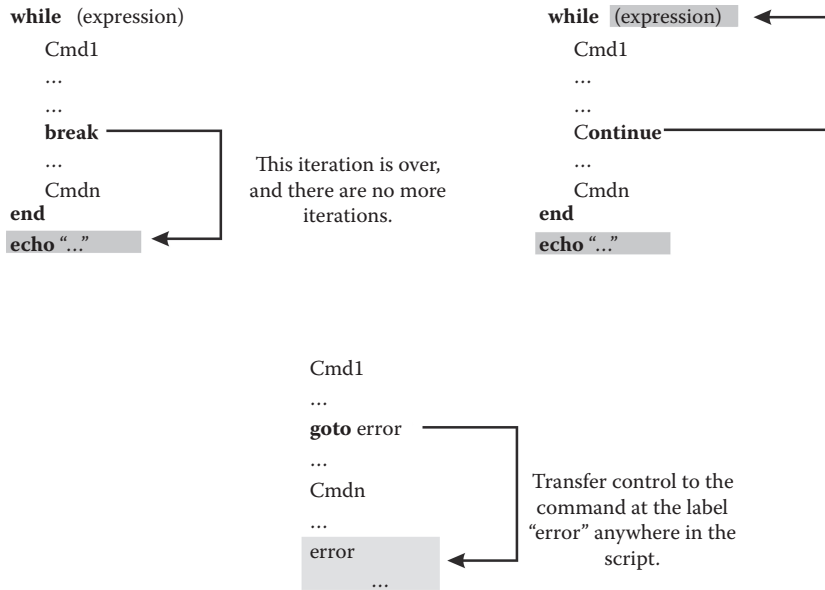 while (expression)
Cmd1
...
...
break
...
Cmdn
end
echo “...”
This iteration is over,
and there are no more
iterations.
while (expression)
Cmd1
...
...
Continue
...
Cmdn
end
echo “...”
Cmd1
...
goto error
...
Cmdn
...
error
...
Transfer control to the
command at the label
“error” anywhere in the
script.